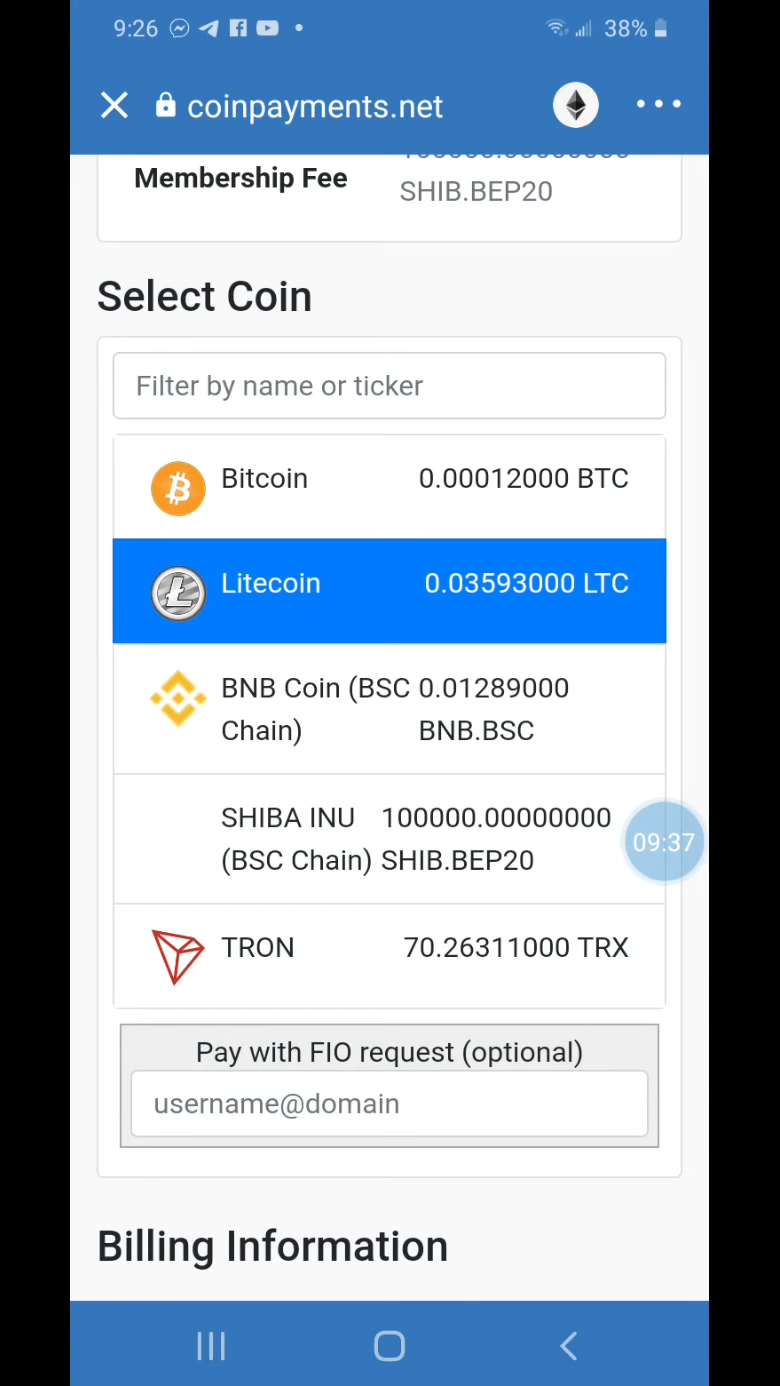 9:26 38%
coinpayments.net
Membership Fee
SHIB.BEP20
Select Coin
Filter by name or ticker
Bitcoin 0.00012000 BTC
Litecoin 0.03593000 LTC
BNB Coin (BSC 0.01289000
Chain) BNB.BSC
SHIBA INU 100000.00000000
(BSC Chain) SHIB.BEP20
09:37
TRON 70.26311000 TRX
Pay with FIO request (optional)
username@domain
Billing Information